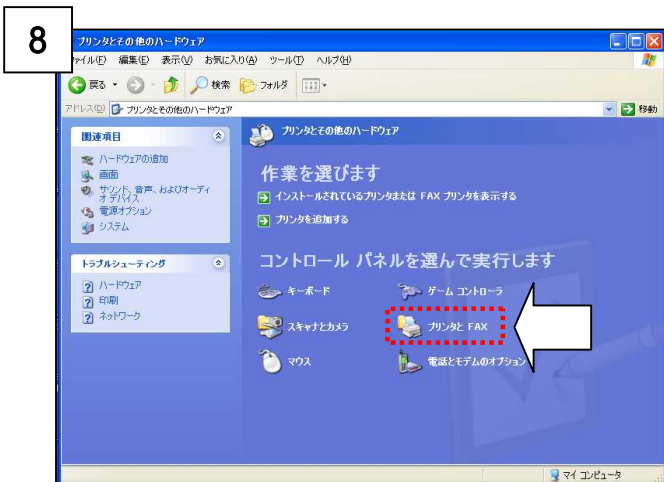 8
プリンタとその他のハードウェア
編集(E) 表示(V) お気に入り(A) ツール(T) ヘルプ(H)
戻る 検索 フォルダ
アドレス(D) プリンタとその他のハードウェア 移動
関連項目
ハードウェアの追加
画面
サウンド、音声、およびオーディ
オ デバイス
電源オプション
システム
トラブルシューティング
ハードウェア
印刷
ネットワーク
プリンタとその他のハードウェア
作業を選びます
インストールされているプリンタまたは FAX プリンタを表示する
プリンタを追加する
コントロール パネルを選んで実行します
キーボード ゲーム コントローラ
スキャナとカメラ プリンタと FAX
マウス 電話とモデムのオプション
マイ コンピュータ